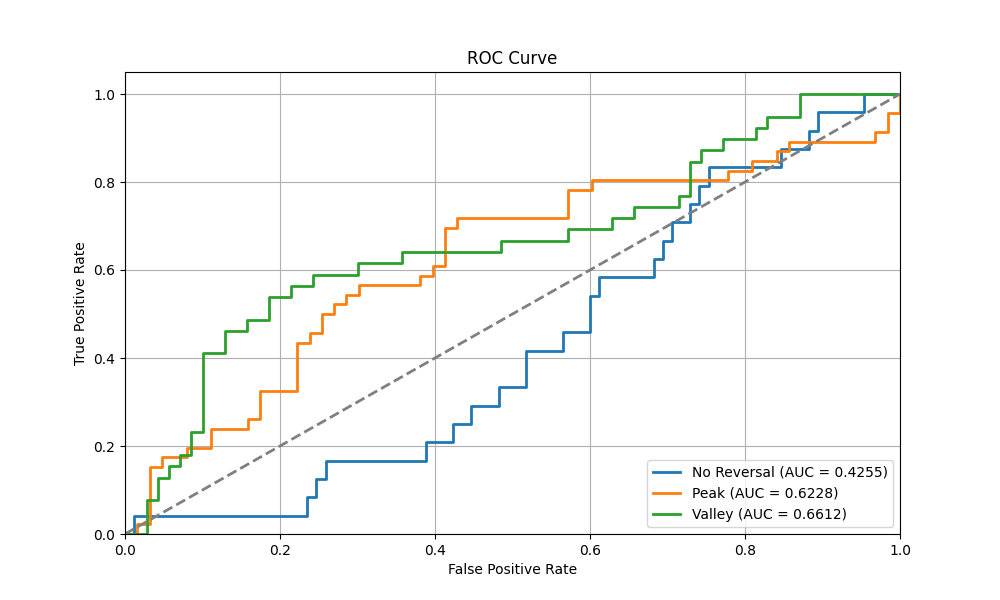 ROC Curve
1.0
0.8
0.6
0.4
0.2
0.0
True Positive Rate
No Reversal (AUC = 0.4255)
Peak (AUC = 0.6228)
Valley (AUC = 0.6612)
0.0 0.2 0.4 0.6 0.8 1.0
False Positive Rate